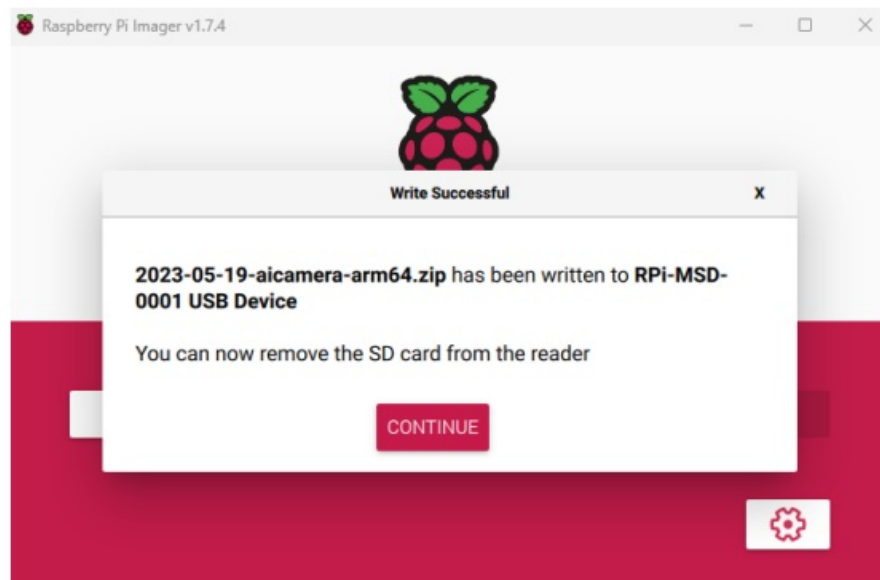 Raspberry Pi Imager v1.7.4
Write Successful
X
2023-05-19-aicamera-arm64.zip has been written to RPi-MSD-
0001 USB Device
You can now remove the SD card from the reader
CONTINUE